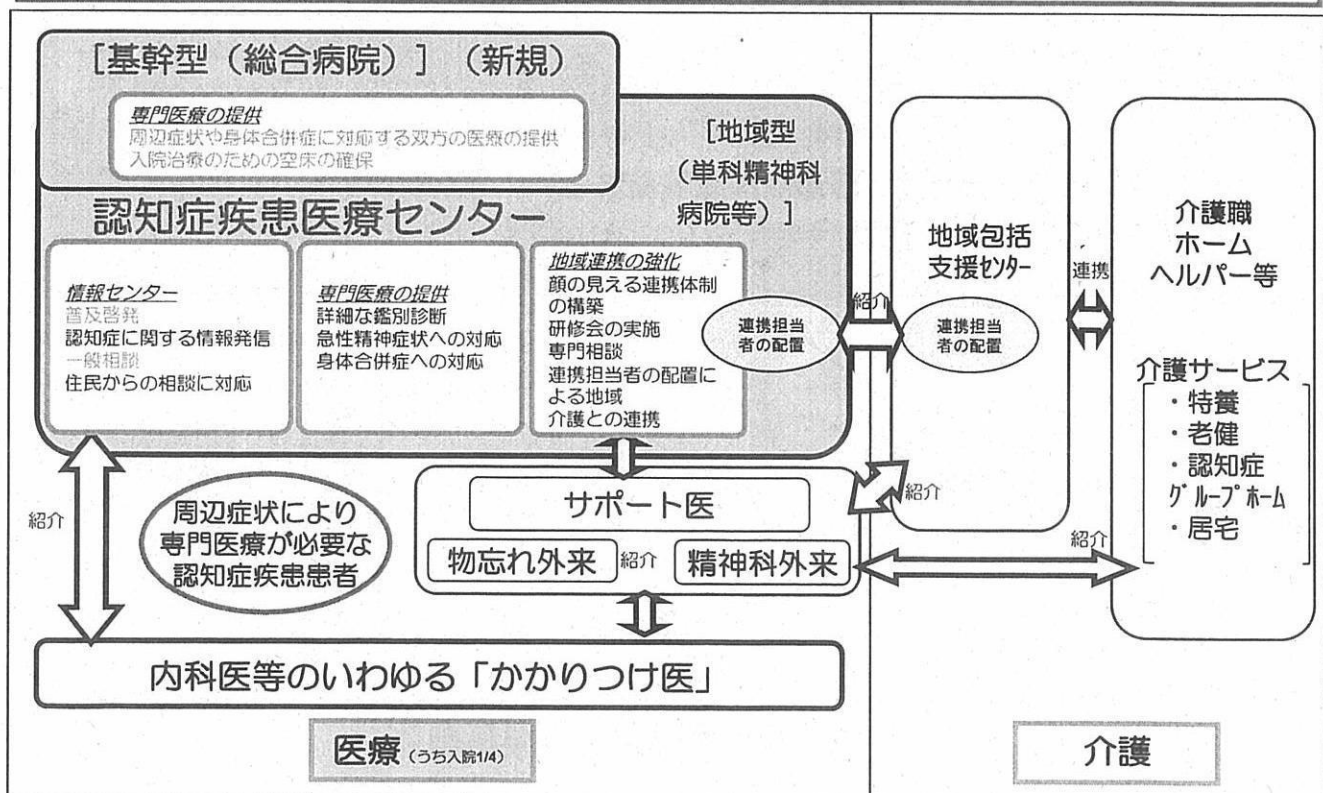 [基幹型（総合病院）]（新規）
専門医療の提供
周辺症状や身体合併症に対応する双方の医療の提供
入院治療のための空床の確保
[地域型
（単科精神科
病院等）]
認知症疾患医療センター
情報センター
普及啓発
認知症に関する情報発信
一般相談
住民からの相談に対応
専門医療の提供
詳細な鑑別診断
急性精神症状への対応
身体合併症への対応
地域連携の強化
顔の見える連携体制
の構築
研修会の実施
専門相談
連携担当者の配置に
よる地域
介護との連携
連携担当
者の配置
紹介
地域包括
支援センター
連携担当
者の配置
連携
介護職
ホーム
ヘルパー等
介護サービス
・特養
・老健
・認知症
グループホーム
・居宅
紹介
周辺症状により
専門医療が必要な
認知症疾患患者
サポート医
物忘れ外来
紹介
精神科外来
紹介
紹介
内科医等のいわゆる「かかりつけ医」
医療（うち入院1/4）
介護